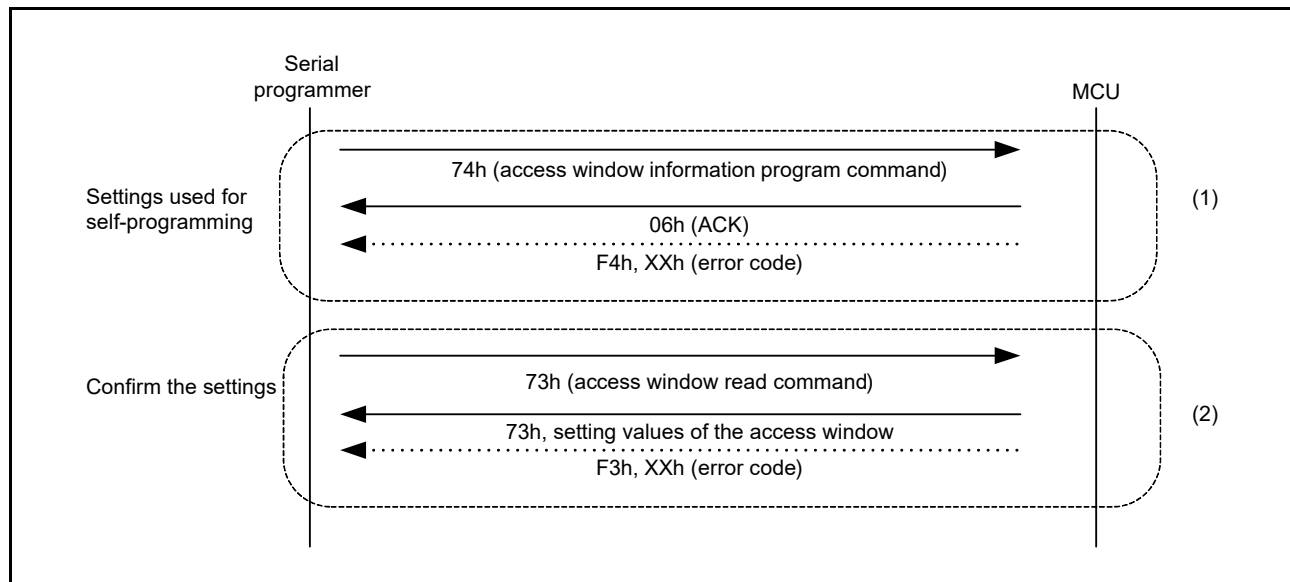 Serial
programmer
MCU
74h (access window information program command)
Settings used for
self-programming
(1)
06h (ACK)
F4h, XXh (error code)
73h (access window read command)
Confirm the settings
(2)
73h, setting values of the access window
F3h, XXh (error code)